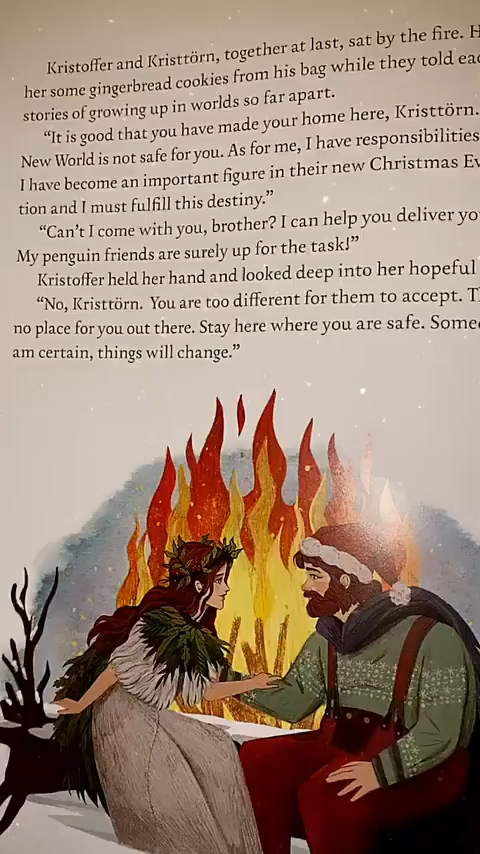 Kristoffer and Kristtörn, together at last, sat by the fire.
her some gingerbread cookies from his bag while they told
stories of growing up in worlds so far apart.
“It is good that you have made your home here, Kristtörn.
New World is not safe for you. As for me, I have responsibilities
I have become an important figure in their new Christmas
tion and I must fulfill this destiny.”
“Can’t I come with you, brother? I can help you deliver
My penguin friends are surely up for the task!”
Kristoffer held her hand and looked deep into her hopeful
“No, Kristtörn. You are too different for them to accept.
no place for you out there. Stay here where you are safe.
am certain, things will change.”